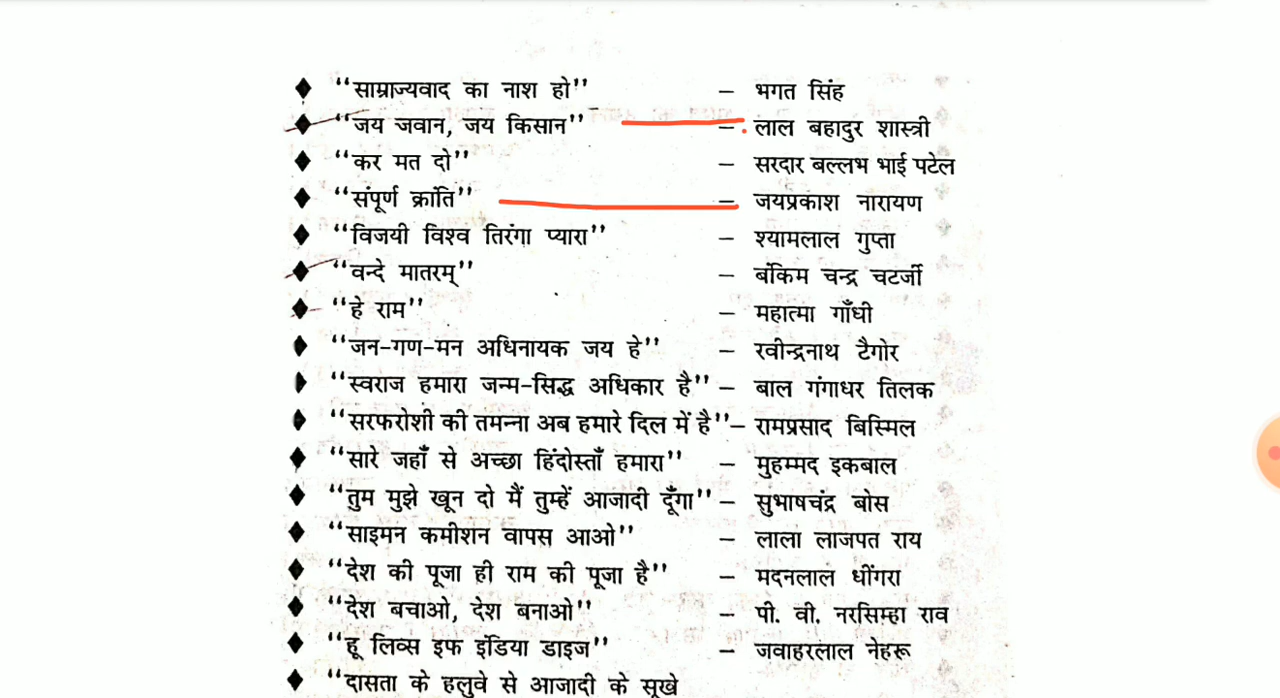 ♦ “साम्राज्यवाद का नाश हो” – भगत सिंह
♦ “जय जवान, जय किसान” – लाल बहादुर शास्त्री
♦ “कर मत दो” – सरदार बल्लभ भाई पटेल
♦ “संपूर्ण क्रांति” – जयप्रकाश नारायण
♦ “विजयी विश्व तिरंगा प्यारा” – श्यामलाल गुप्ता
♦ “वन्दे मातरम्” – बंकिम चन्द्र चटर्जी
♦ “हे राम” – महात्मा गाँधी
♦ “जन-गण-मन अधिनायक जय हे” – रवीन्द्रनाथ टैगोर
♦ “स्वराज हमारा जन्म-सिद्ध अधिकार है” – बाल गंगाधर तिलक
♦ “सरफरोशी की तमन्ना अब हमारे दिल में है” – रामप्रसाद बिस्मिल
♦ “सारे जहाँ से अच्छा हिंदोस्ताँ हमारा” – मुहम्मद इकबाल
♦ “तुम मुझे खून दो मैं तुम्हें आजादी दूँगा” – सुभाषचंद्र बोस
♦ “साइमन कमीशन वापस आओ” – लाला लाजपत राय
♦ “देश की पूजा ही राम की पूजा है” – मदनलाल धींगरा
♦ “देश बचाओ, देश बनाओ” – पी. वी. नरसिम्हा राव
♦ “हू लिव्स इफ इंडिया डाइज” – जवाहरलाल नेहरू
♦ “दासता के हलुवे से आजादी के सूखे